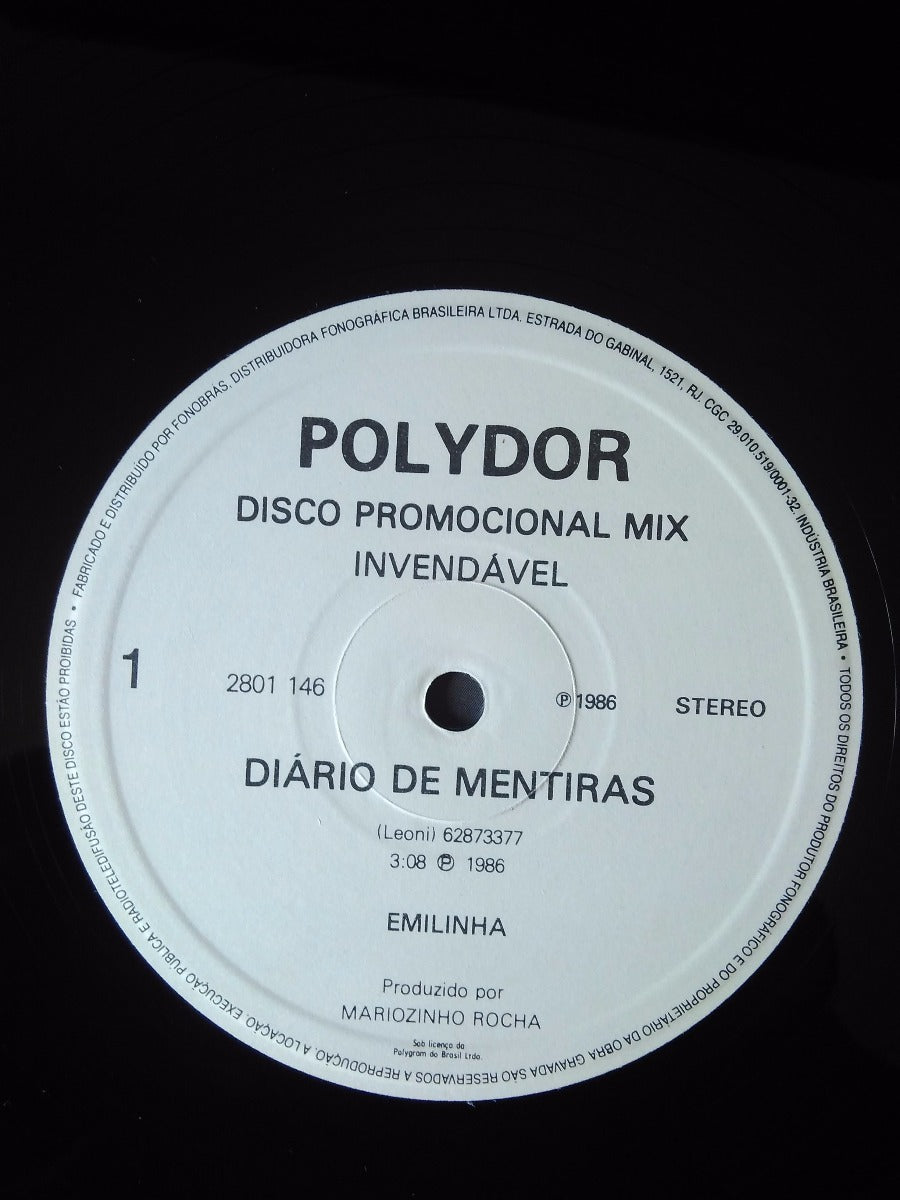 FABRICADO E DISTRIBUÍDO POR FONOBRÁS. DISTRIBUIDORA FONOGRÁFICA BRASILEIRA LTDA. ESTRADA DO GABINAL, 1521, RJ. CGC 29.010.519/0001-32. INDÚSTRIA BRASILEIRA • TODOS OS DIREITOS DO PRODUTOR FONOGRÁFICO E DO PROPRIETÁRIO DA OBRA GRAVADA SÃO RESERVADOS A REPRODUÇÃO. A LOCAÇÃO. EXECUÇÃO PÚBLICA E RADIOTELEDIFUSÃO DESTE DISCO ESTÃO PROIBIDAS •
POLYDOR
DISCO PROMOCIONAL MIX
INVENDÁVEL
1 2801 146 ℗ 1986 STEREO
DIÁRIO DE MENTIRAS
(Leoni) 62873377
3:08 ℗ 1986
EMILINHA
Produzido por
MARIOZINHO ROCHA
Sob licença da
Polygram do Brasil Ltda.